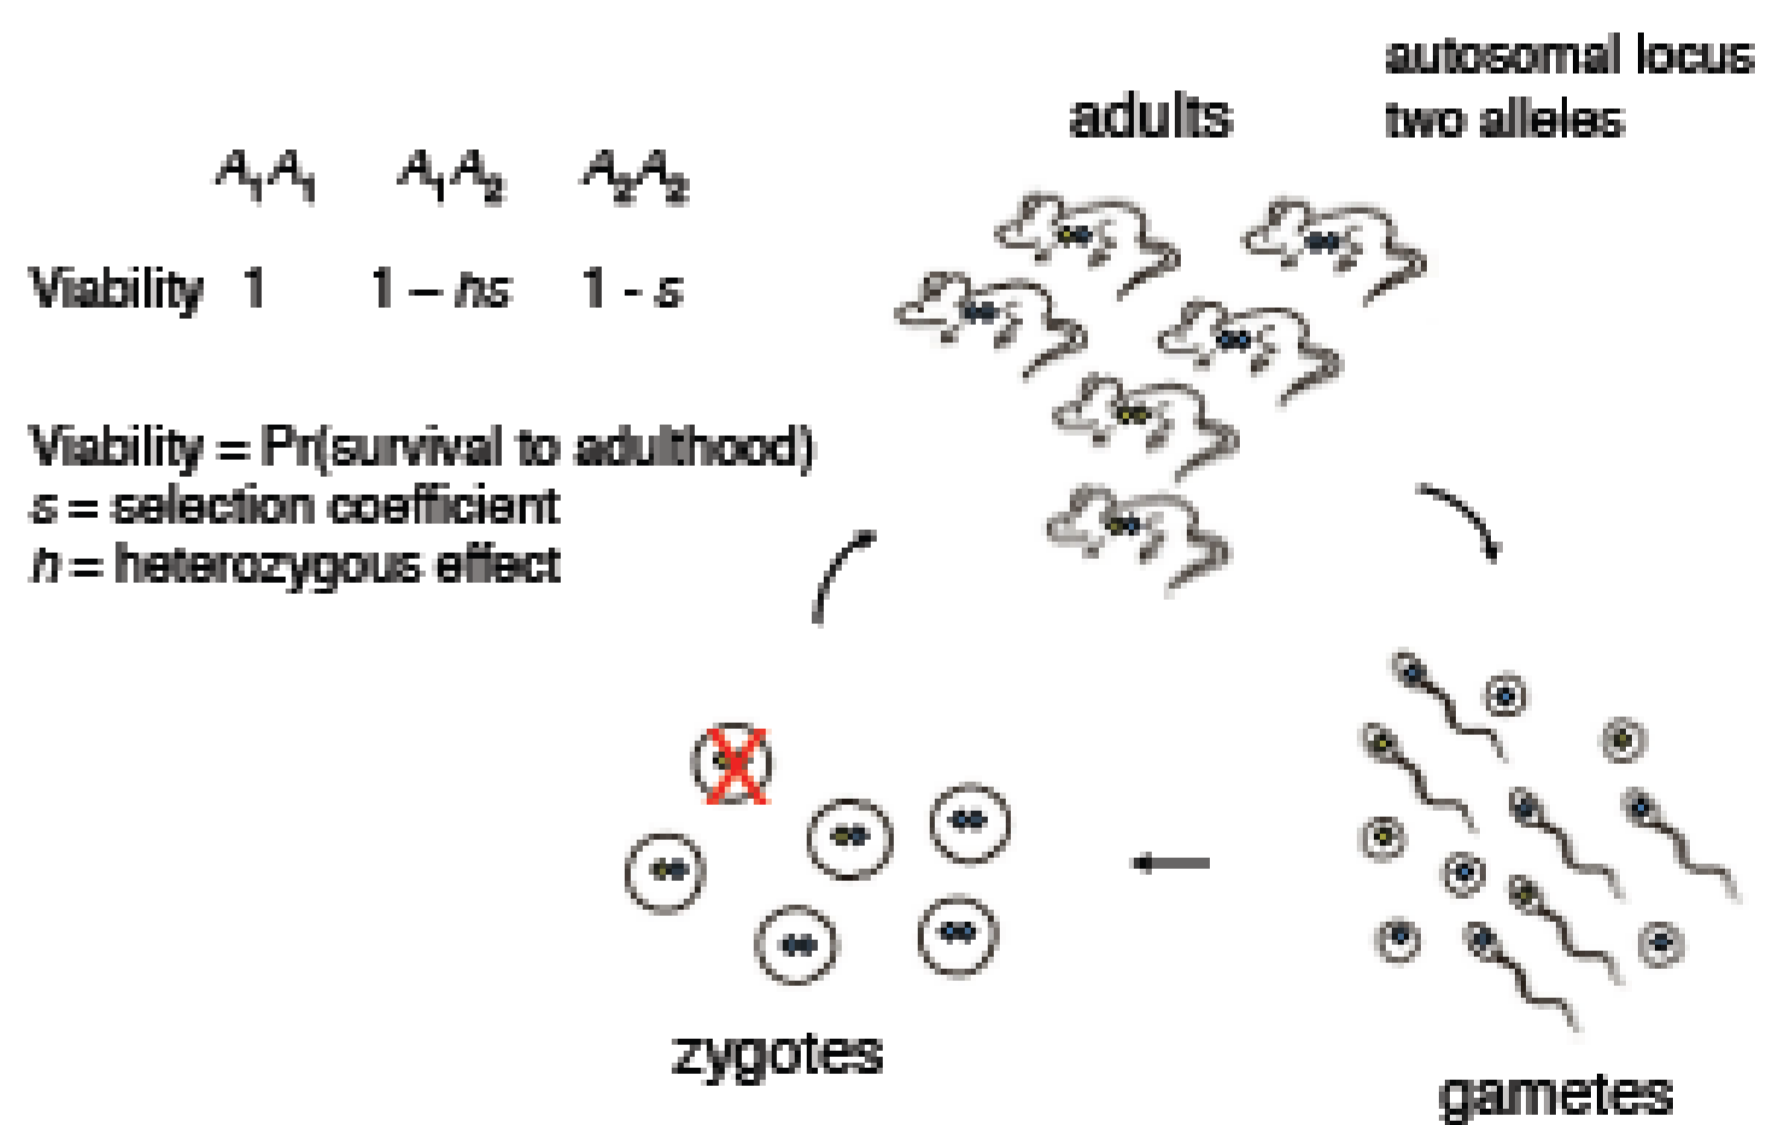 autosomal locus
adults
two alleles
A₁A₁ A₁A₂ A₂A₂
Viability 1 1 – hs 1 - s
Viability = Pr(survival to adulthood)
s = selection coefficient
h = heterozygous effect
zygotes
gametes